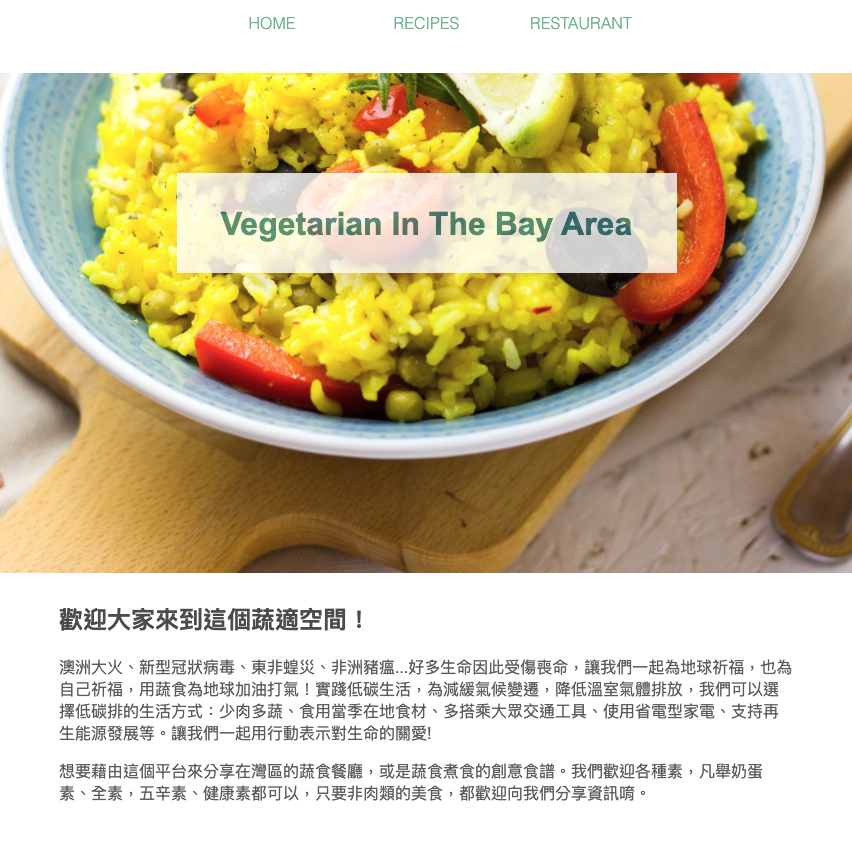 HOME RECIPES RESTAURANT
Vegetarian In The Bay Area
歡迎大家來到這個蔬適空間！
澳洲大火、新型冠狀病毒、東非蝗災、非洲豬瘟...好多生命因此受傷喪命，讓我們一起為地球祈福，也為
自己祈福，用蔬食為地球加油打氣！實踐低碳生活，為減緩氣候變遷，降低溫室氣體排放，我們可以選
擇低碳排的生活方式：少肉多蔬、食用當季在地食材、多搭乘大眾交通工具、使用省電型家電、支持再
生能源發展等。讓我們一起用行動表示對生命的關愛!
想要藉由這個平台來分享在灣區的蔬食餐廳，或是蔬食煮食的創意食譜。我們歡迎各種素，凡舉奶蛋
素、全素，五辛素、健康素都可以，只要非肉類的美食，都歡迎向我們分享資訊唷。